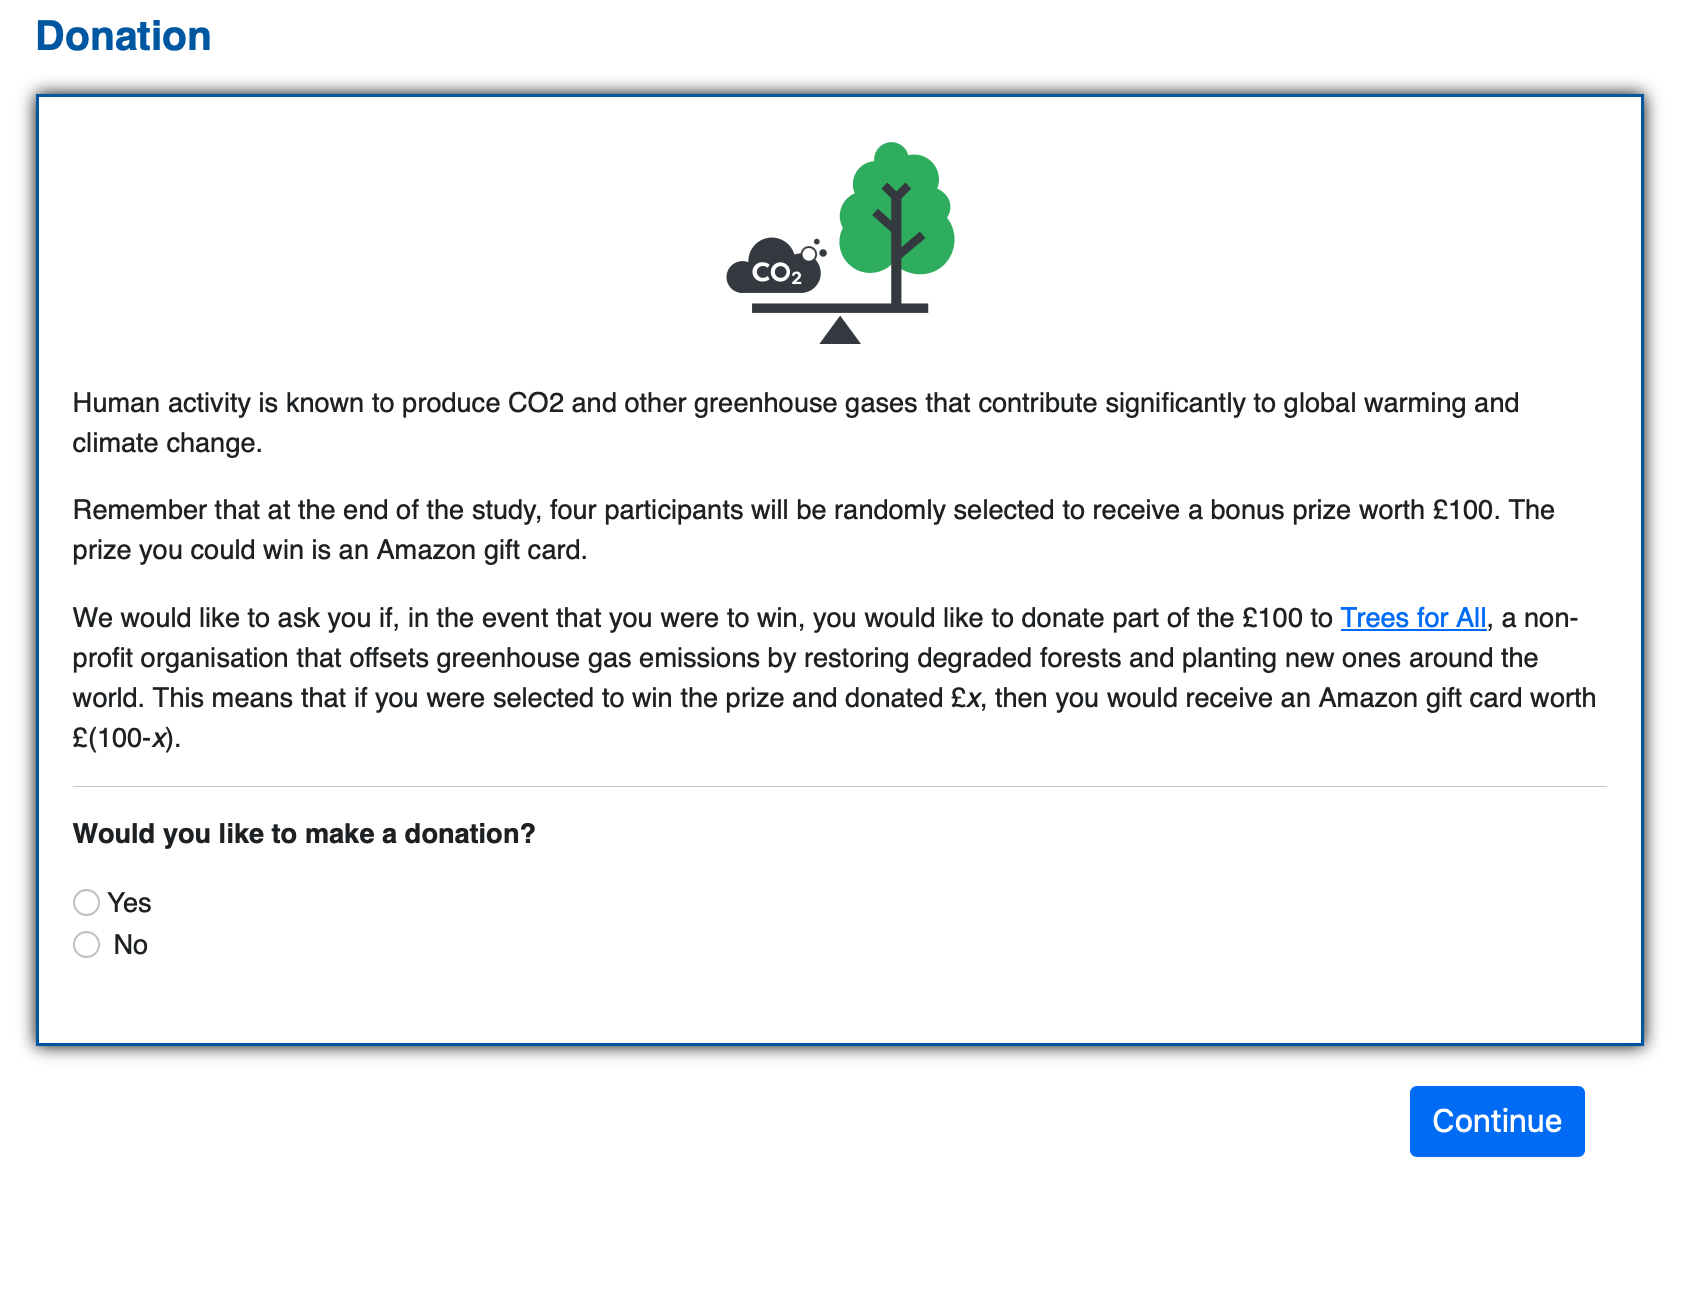 Donation
CO2
Human activity is known to produce CO2 and other greenhouse gases that contribute significantly to global warming and
climate change.
Remember that at the end of the study, four participants will be randomly selected to receive a bonus prize worth £100. The
prize you could win is an Amazon gift card.
We would like to ask you if, in the event that you were to win, you would like to donate part of the £100 to Trees for All, a non-
profit organisation that offsets greenhouse gas emissions by restoring degraded forests and planting new ones around the
world. This means that if you were selected to win the prize and donated £x, then you would receive an Amazon gift card worth
£(100-x).
Would you like to make a donation?
Yes
No
Continue